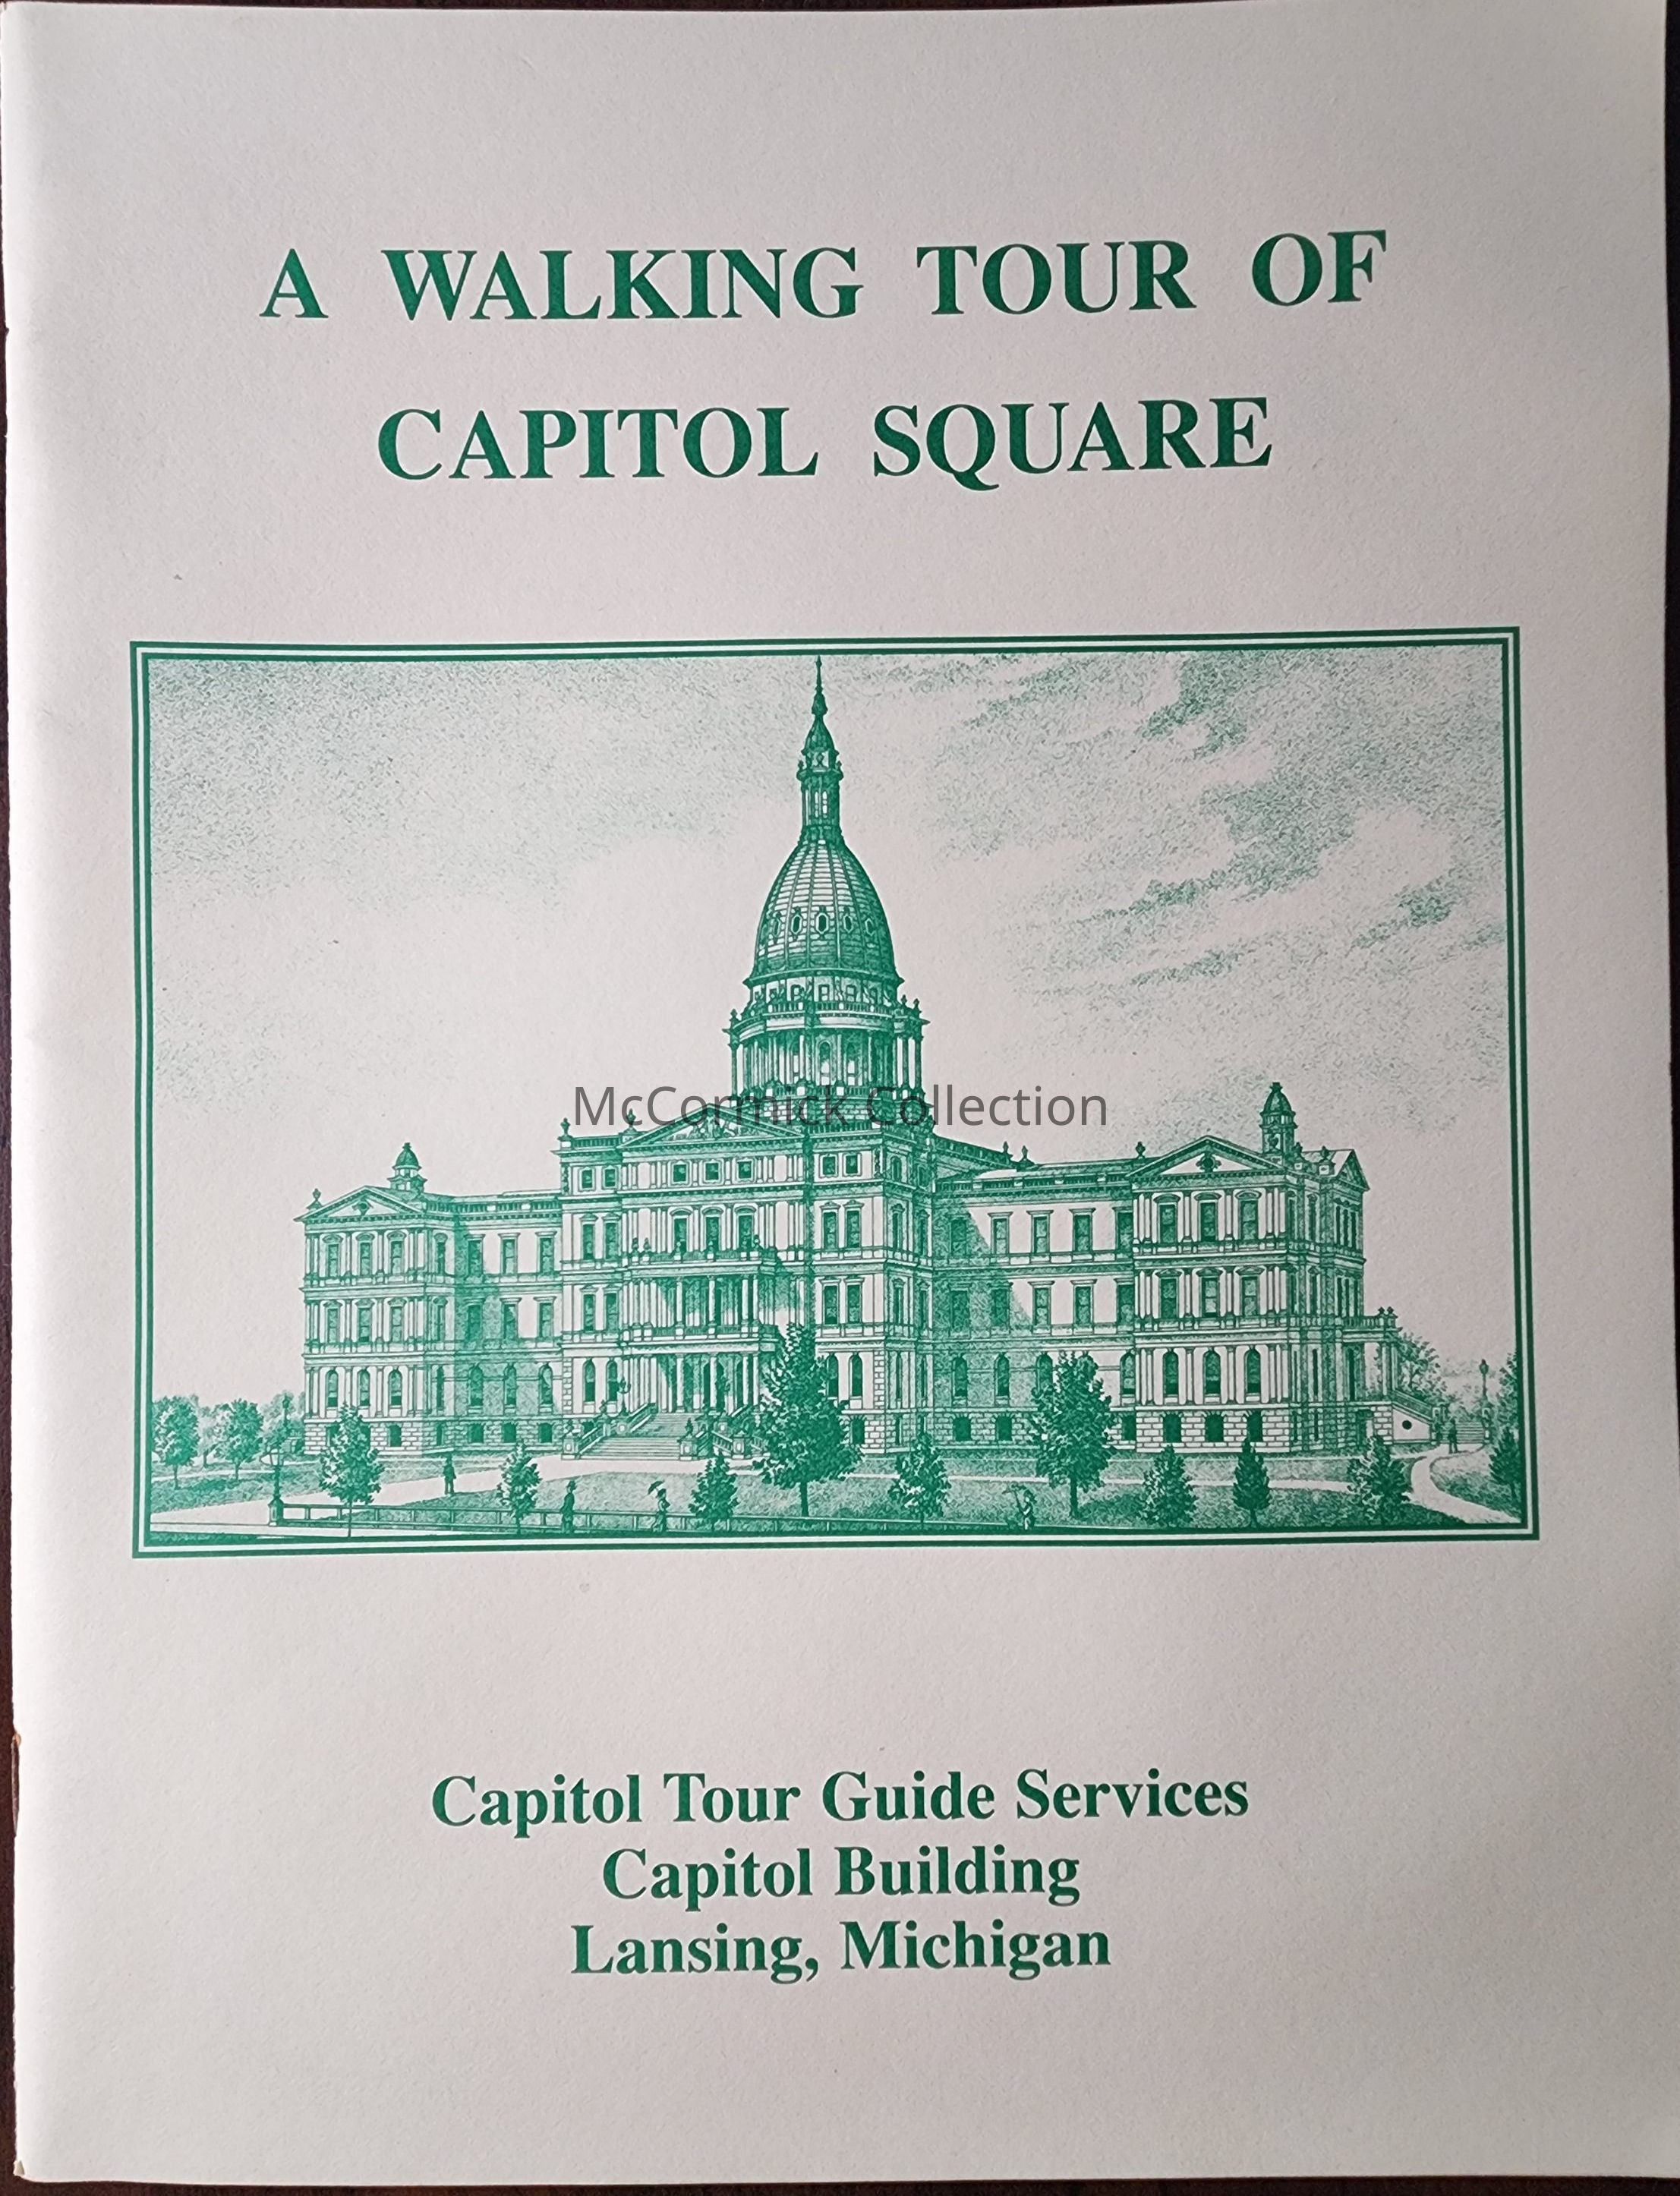 A WALKING TOUR OF
CAPITOL SQUARE
McCormick Collection
Capitol Tour Guide Services
Capitol Building
Lansing, Michigan